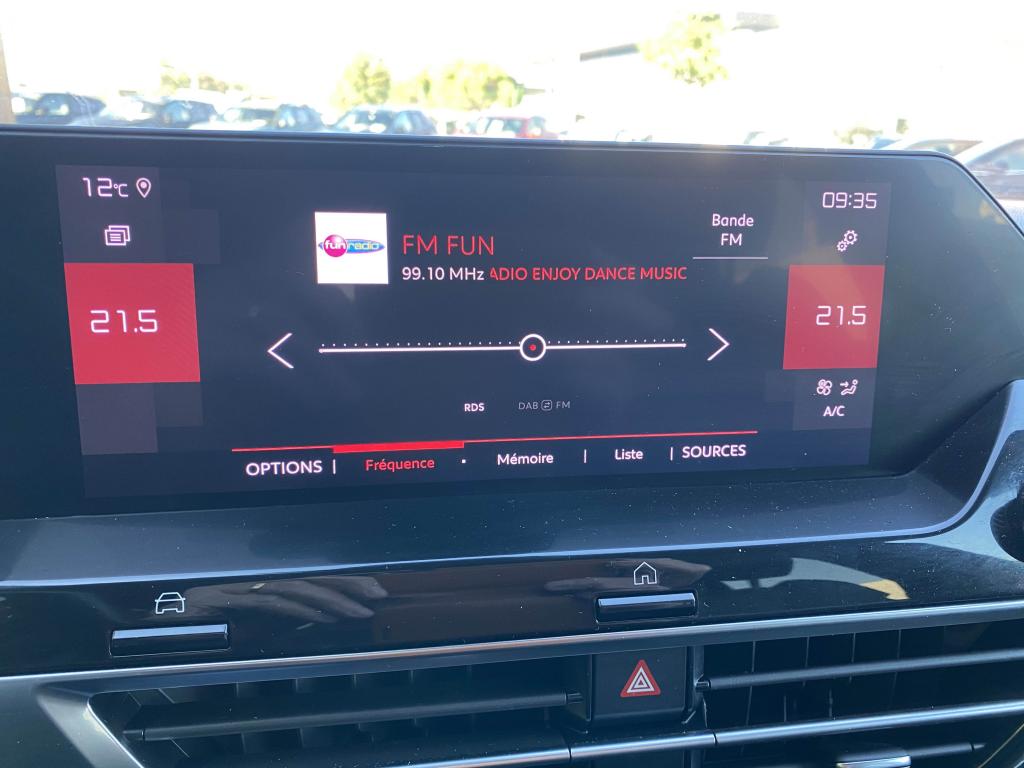 12°C
09:35
Bande
FM
fun radio
FM FUN
99.10 MHz ADIO ENJOY DANCE MUSIC
21.5
21.5
RDS
DAB FM
A/C
OPTIONS | Fréquence · Mémoire | Liste | SOURCES